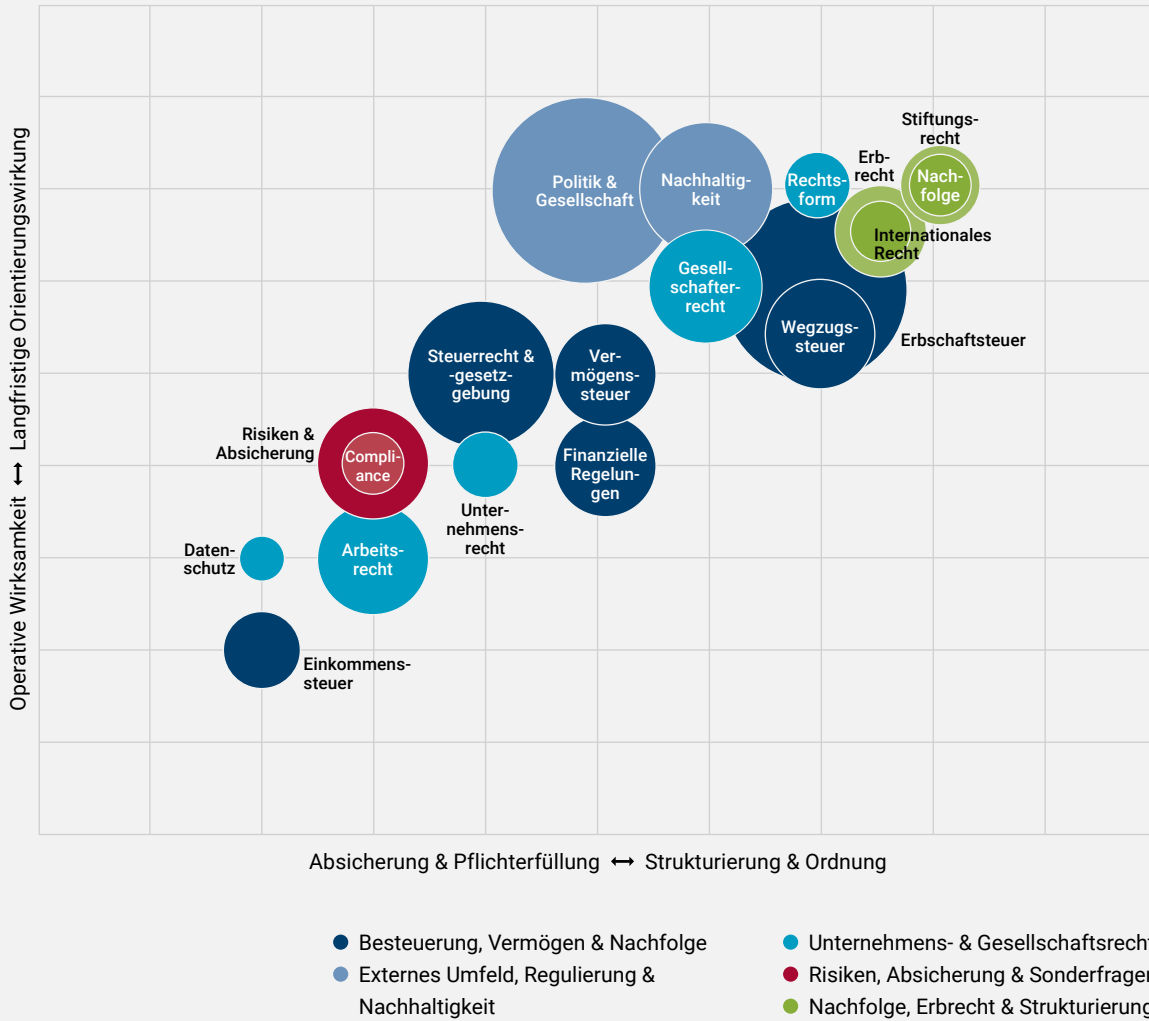 Operative Wirksamkeit ↔ Langfristige Orientierungswirkung
Stiftungs-
recht
Erb-
recht
Nach-
folge
Rechts-
form
Politik &
Gesellschaft
Nachhaltig-
keit
Internationales
Recht
Gesell-
schafter-
recht
Wegzugs-
steuer
Erbschaftsteuer
Steuerrecht &
-gesetz-
gebung
Ver-
mögens-
steuer
Risiken &
Absicherung
Compli-
ance
Finanzielle
Regelun-
gen
Unter-
nehmens-
recht
Daten-
schutz
Arbeits-
recht
Einkommens-
steuer
Absicherung & Pflichterfüllung ↔ Strukturierung & Ordnung
Besteuerung, Vermögen & Nachfolge
Externes Umfeld, Regulierung &
Nachhaltigkeit
Unternehmens- & Gesellschaftsrecht
Risiken, Absicherung & Sonderfragen
Nachfolge, Erbrecht & Strukturierung